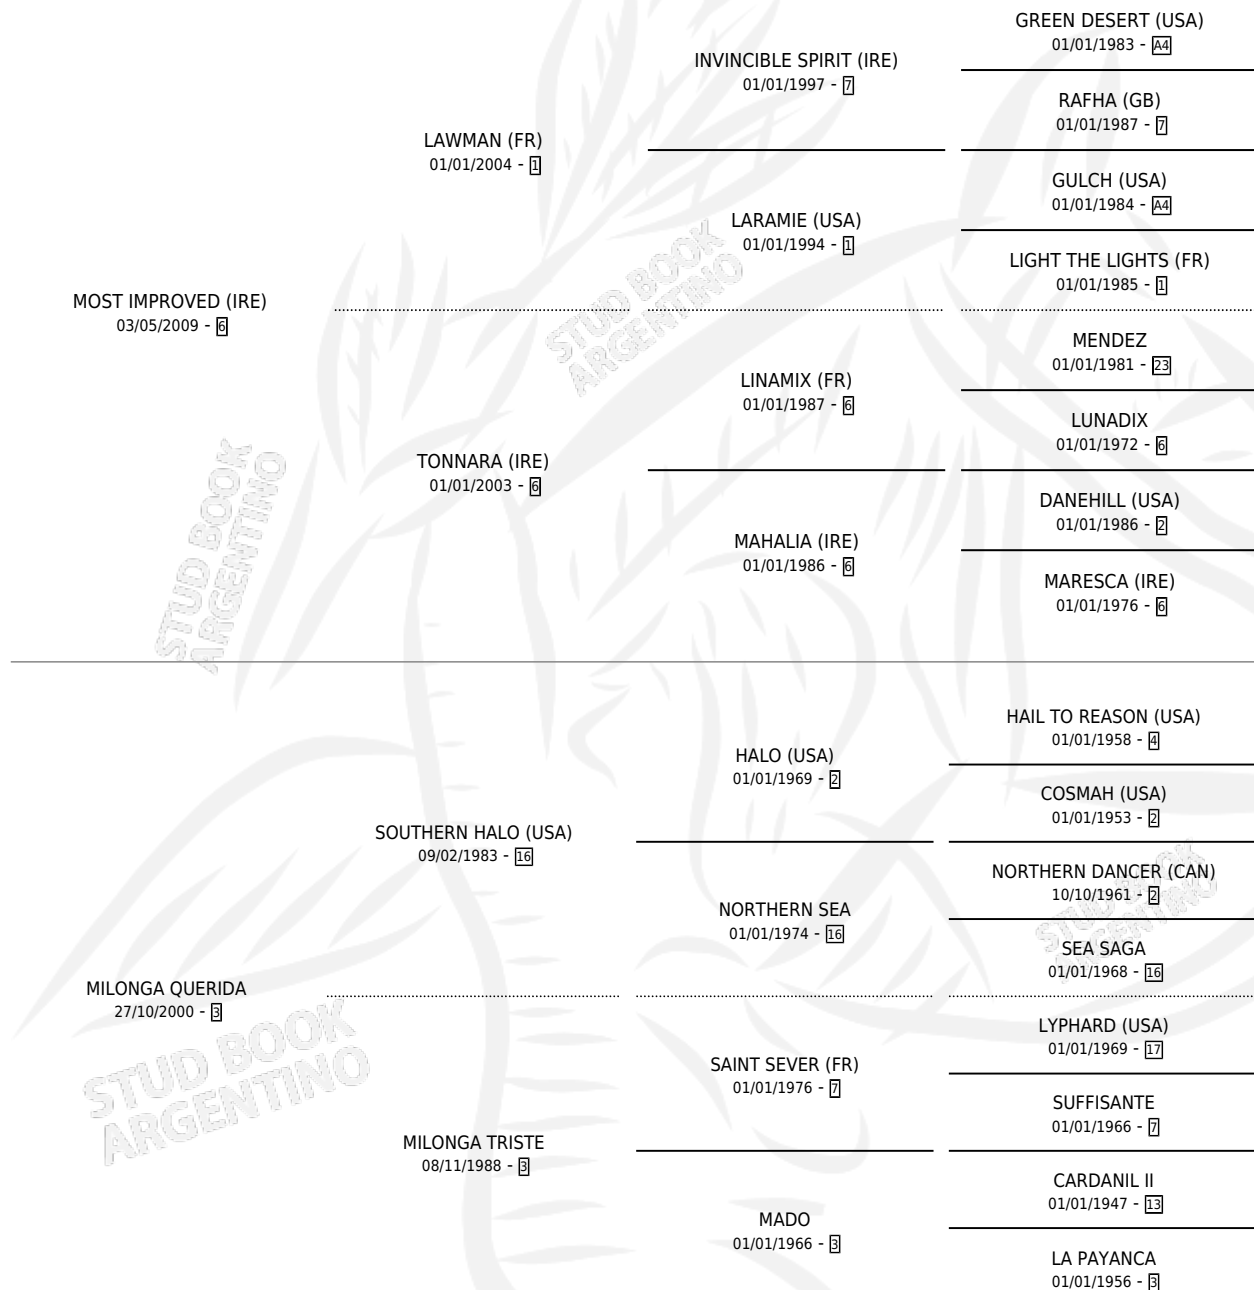 GREEN DESERT (USA)
01/01/1983 - A4
INVINCIBLE SPIRIT (IRE)
01/01/1997 - 7
RAFHA (GB)
01/01/1987 - 7
LAWMAN (FR)
01/01/2004 - 1
GULCH (USA)
01/01/1984 - A4
LARAMIE (USA)
01/01/1994 - 1
LIGHT THE LIGHTS (FR)
01/01/1985 - 1
MOST IMPROVED (IRE)
03/05/2009 - 6
MENDEZ
01/01/1981 - 23
LINAMIX (FR)
01/01/1987 - 6
LUNADIX
01/01/1972 - 6
TONNARA (IRE)
01/01/2003 - 6
DANEHILL (USA)
01/01/1986 - 2
MAHALIA (IRE)
01/01/1986 - 6
MARESCA (IRE)
01/01/1976 - 6
HAIL TO REASON (USA)
01/01/1958 - 4
HALO (USA)
01/01/1969 - 2
COSMAH (USA)
01/01/1953 - 2
SOUTHERN HALO (USA)
09/02/1983 - 16
NORTHERN DANCER (CAN)
10/10/1961 - 2
NORTHERN SEA
01/01/1974 - 16
SEA SAGA
01/01/1968 - 16
MILONGA QUERIDA
27/10/2000 - 3
LYPHARD (USA)
01/01/1969 - 17
SAINT SEVER (FR)
01/01/1976 - 7
SUFFISANTE
01/01/1966 - 7
MILONGA TRISTE
08/11/1988 - 3
CARDANIL II
01/01/1947 - 13
MADO
01/01/1966 - 3
LA PAYANCA
01/01/1956 - 3
STUD BOOK
ARGENTINO
STUD BOOK
ARGENTINO
STUD BOOK
ARGENTINO
STUD BOOK
ARGENTINO